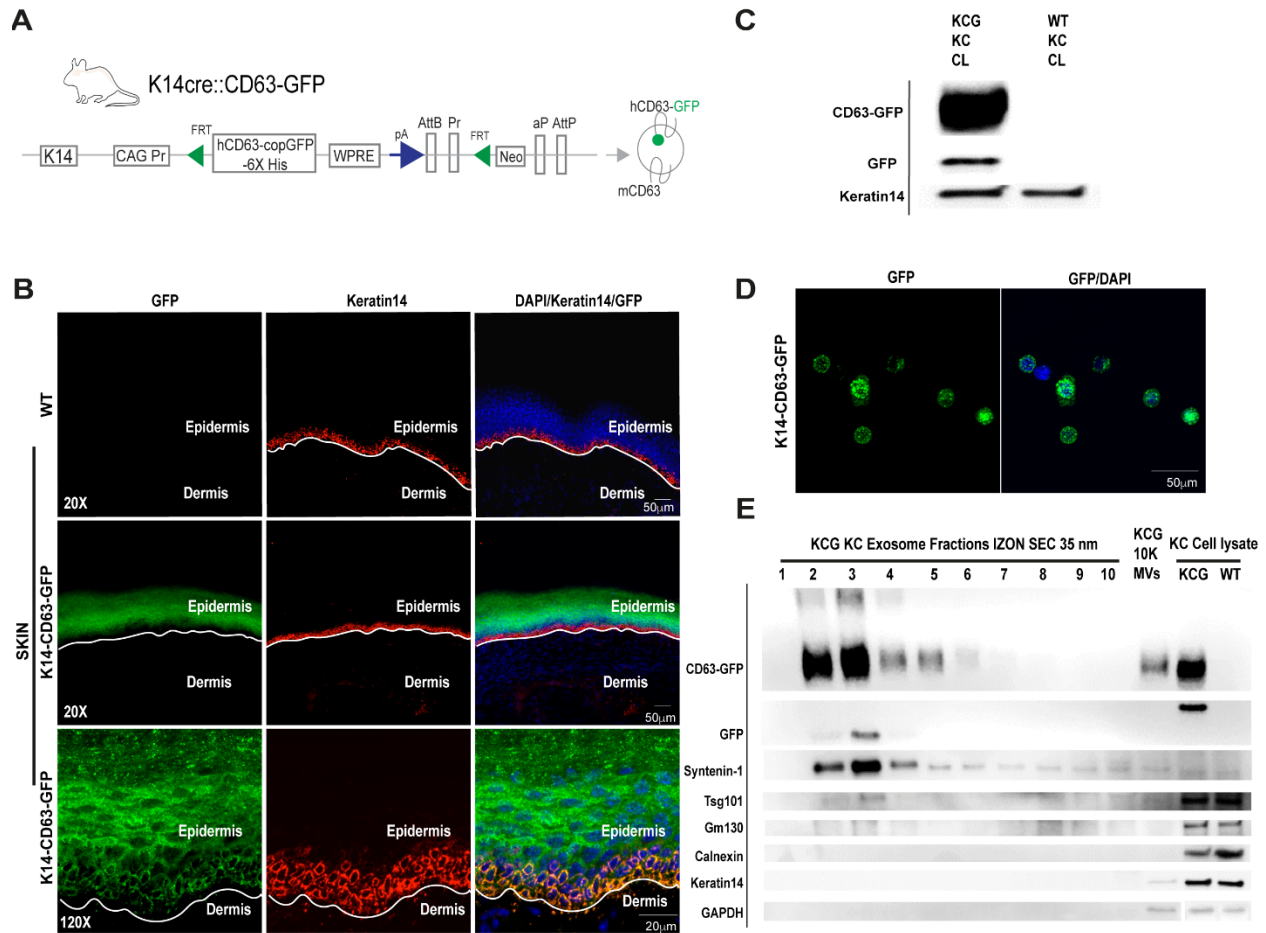 A
K14cre::CD63-GFP
K14
CAG Pr
FRT
hCD63-copGFP
-6X His
WPRE
pA
AttB
Pr
FRT
Neo
aP
AttP
hCD63-GFP
mCD63
B
GFP
Keratin14
DAPI/Keratin14/GFP
SKIN
WT
Epidermis
Dermis
20X
Epidermis
Dermis
Epidermis
Dermis
50μm
K14-CD63-GFP
Epidermis
Dermis
20X
Epidermis
Dermis
Epidermis
Dermis
50μm
K14-CD63-GFP
Epidermis
Dermis
120X
Epidermis
Dermis
Epidermis
Dermis
20μm
C
KCG KC CL
WT KC CL
CD63-GFP
GFP
Keratin14
D
GFP
GFP/DAPI
K14-CD63-GFP
50μm
E
KCG KC Exosome Fractions IZON SEC 35 nm
KCG 10K MVs
KC Cell lysate
1 2 3 4 5 6 7 8 9 10
KCG WT
CD63-GFP
GFP
Syntenin-1
Tsg101
Gm130
Calnexin
Keratin14
GAPDH